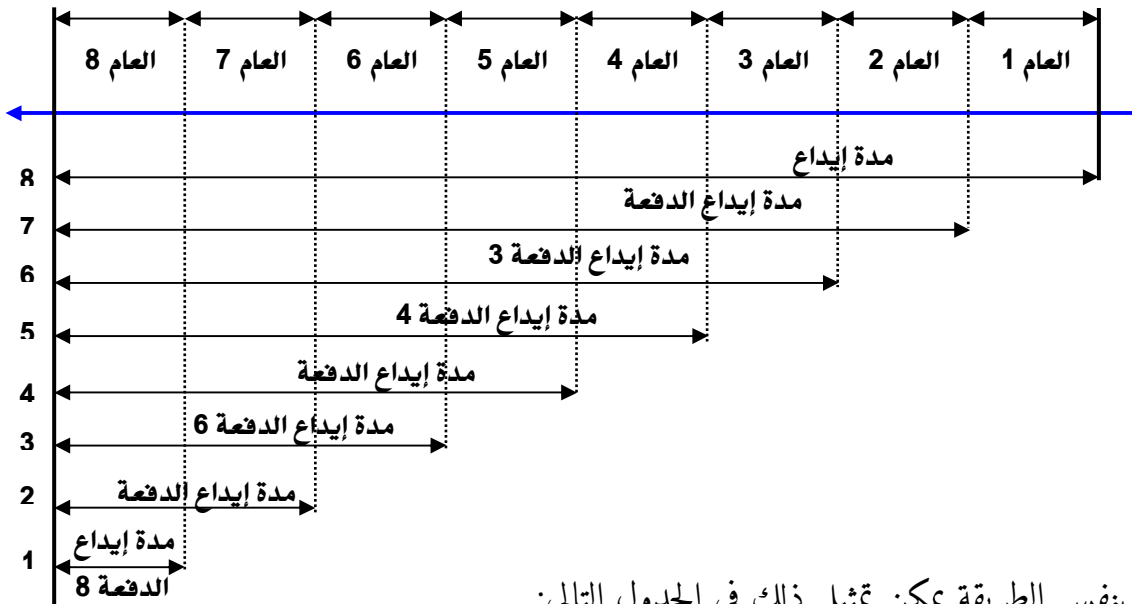 العام 1 العام 2 العام 3 العام 4 العام 5 العام 6 العام 7 العام 8
مدة إيداع
8
مدة إيداع الدفعة
7
مدة إيداع الدفعة 3
6
مدة إيداع الدفعة 4
5
مدة إيداع الدفعة
4
مدة إيداع الدفعة 6
3
مدة إيداع الدفعة
2
مدة إيداع
1
الدفعة 8
بنفس الطريقة يمكن تمثيل ذلك في الجدول التالي: